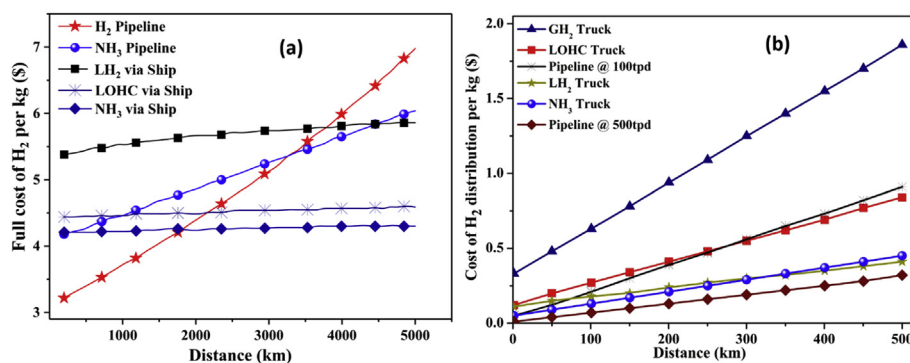 (a)
H₂ Pipeline
NH₃ Pipeline
LH₂ via Ship
LOHC via Ship
NH₃ via Ship
Full cost of H₂ per kg ($)
7
6
5
4
3
0 1000 2000 3000 4000 5000
Distance (km)
(b)
GH₂ Truck
LOHC Truck
Pipeline @ 100tpd
LH₂ Truck
NH₃ Truck
Pipeline @ 500tpd
Cost of H₂ distribution per kg ($)
2.0
1.5
1.0
0.5
0.0
0 100 200 300 400 500
Distance (km)